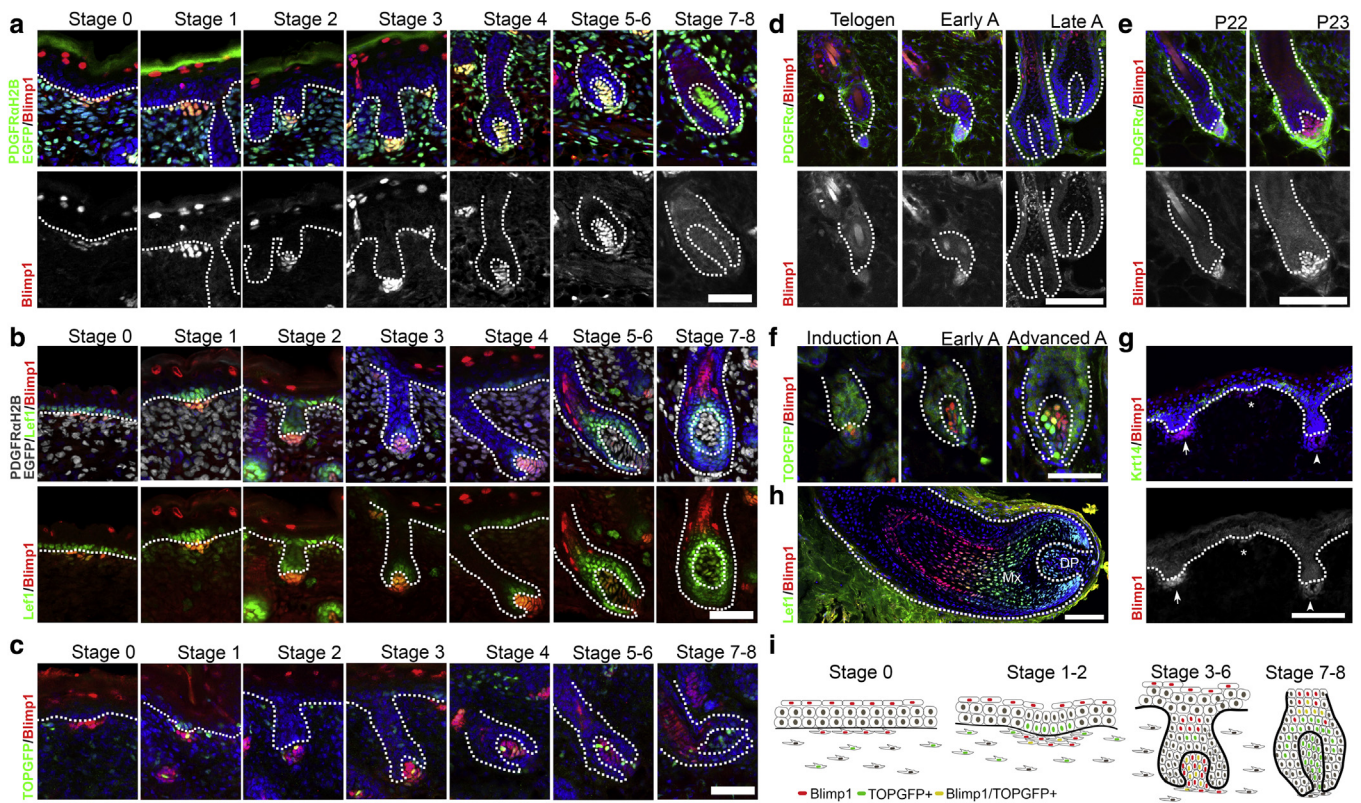 a
Stage 0 Stage 1 Stage 2 Stage 3 Stage 4 Stage 5-6 Stage 7-8
PDGFRαH2B
EGFP/Blimp1
Blimp1
b
Stage 0 Stage 1 Stage 2 Stage 3 Stage 4 Stage 5-6 Stage 7-8
PDGFRαH2B
EGFP/Lef1/Blimp1
Lef1/Blimp1
c
Stage 0 Stage 1 Stage 2 Stage 3 Stage 4 Stage 5-6 Stage 7-8
TOPGFP/Blimp1
d
Telogen Early A Late A
PDGFRα/Blimp1
Blimp1
e
P22 P23
PDGFRα/Blimp1
Blimp1
f
Induction A Early A Advanced A
TOPGFP/Blimp1
g
Krt14/Blimp1
*
Blimp1
*
h
Lef1/Blimp1
Mx
DP
i
Stage 0 Stage 1-2 Stage 3-6 Stage 7-8
Blimp1 TOPGFP+ Blimp1/TOPGFP+